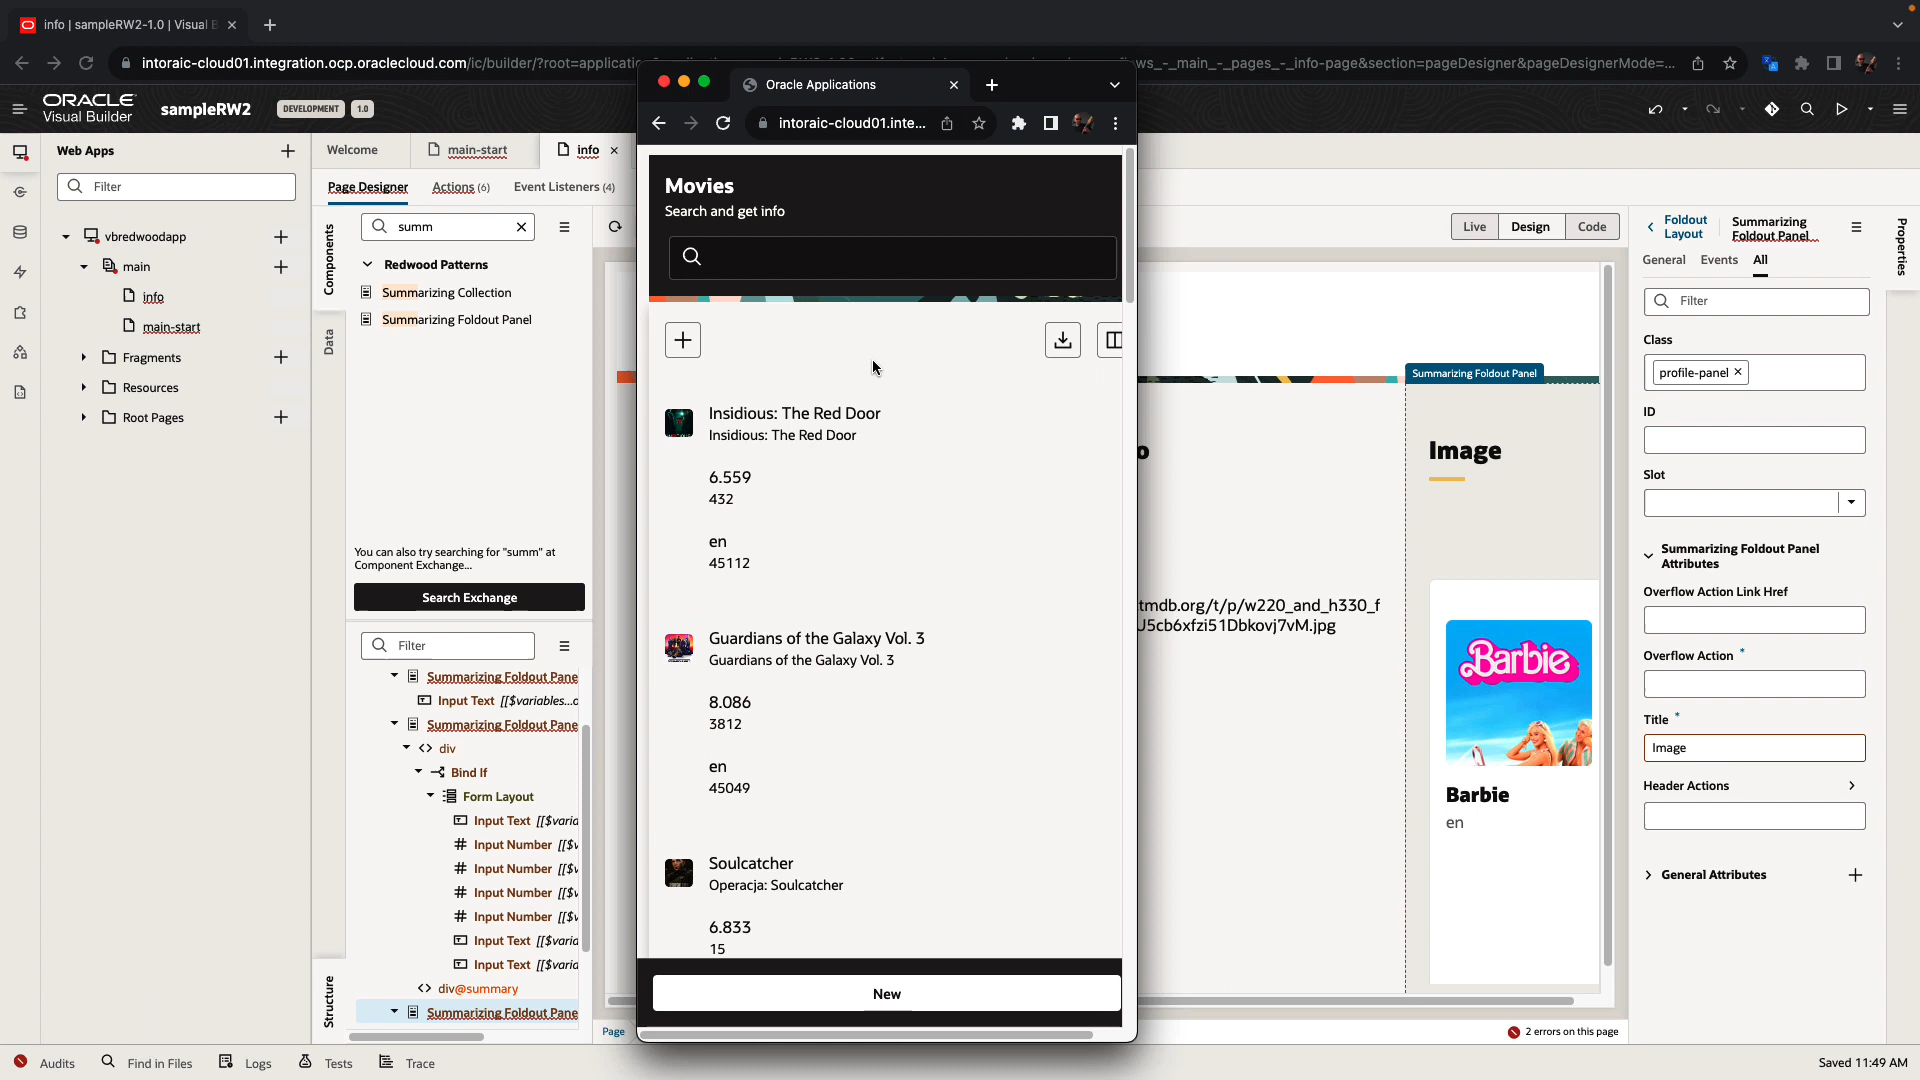 info | sampleRW2-1.0 | Visual B
intoraic-cloud01.integration.ocp.oraclecloud.com/ic/builder/?root=applicatio
ws_-_main_-_pages_-_info-page&section=pageDesigner&pageDesignerMode=...
ORACLE
Visual Builder
sampleRW2
DEVELOPMENT
1.0
Web Apps
Filter
vbredwoodapp
main
info
main-start
Fragments
Resources
Root Pages
Welcome
main-start
info
Page Designer
Actions (6)
Event Listeners (4)
Components
Data
Structure
summ
Redwood Patterns
Summarizing Collection
Summarizing Foldout Panel
You can also try searching for "summ" at
Component Exchange...
Search Exchange
Filter
Summarizing Foldout Pane
Input Text [[$variables...c
Summarizing Foldout Pane
div
Bind If
Form Layout
Input Text [[$varia
Input Number [[$v
Input Number [[$v
Input Number [[$v
Input Number [[$v
Input Text [[$varia
Input Text [[$varia
div@summary
Summarizing Foldout Pane
Oracle Applications
intoraic-cloud01.inte...
Movies
Search and get info
Insidious: The Red Door
Insidious: The Red Door
6.559
432
en
45112
Guardians of the Galaxy Vol. 3
Guardians of the Galaxy Vol. 3
8.086
3812
en
45049
Soulcatcher
Operacja: Soulcatcher
6.833
15
New
Page
Live
Design
Code
Summarizing Foldout Panel
o
Image
tmdb.org/t/p/w220_and_h330_f
J5cb6xfzi51Dbkovj7vM.jpg
Barbie
Barbie
en
2 errors on this page
Foldout
Layout
Summarizing
Foldout Panel
Properties
General
Events
All
Filter
Class
profile-panel
ID
Slot
Summarizing Foldout Panel
Attributes
Overflow Action Link Href
Overflow Action *
Title *
Image
Header Actions
General Attributes
Audits
Find in Files
Logs
Tests
Trace
Saved 11:49 AM